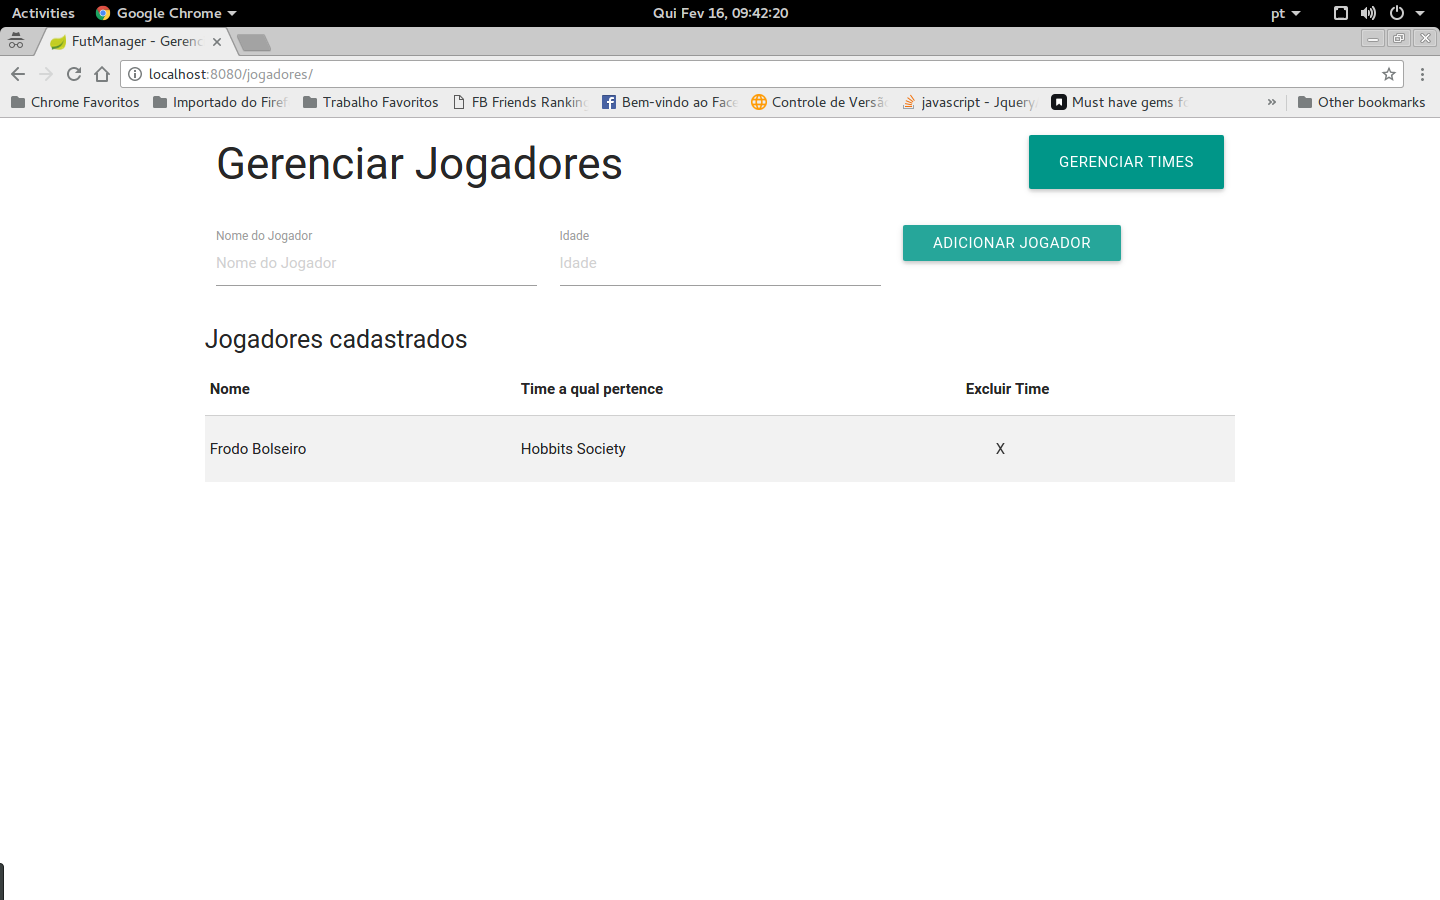 Activities Google Chrome Qui Fev 16, 09:42:20 pt
FutManager - Gerenc
localhost:8080/jogadores/
Chrome Favoritos Importado do Firef Trabalho Favoritos FB Friends Ranking Bem-vindo ao Face Controle de Versão javascript - Jquery Must have gems fo » Other bookmarks
Gerenciar Jogadores GERENCIAR TIMES
Nome do Jogador Idade ADICIONAR JOGADOR
Nome do Jogador Idade
Jogadores cadastrados
Nome Time a qual pertence Excluir Time
Frodo Bolseiro Hobbits Society X